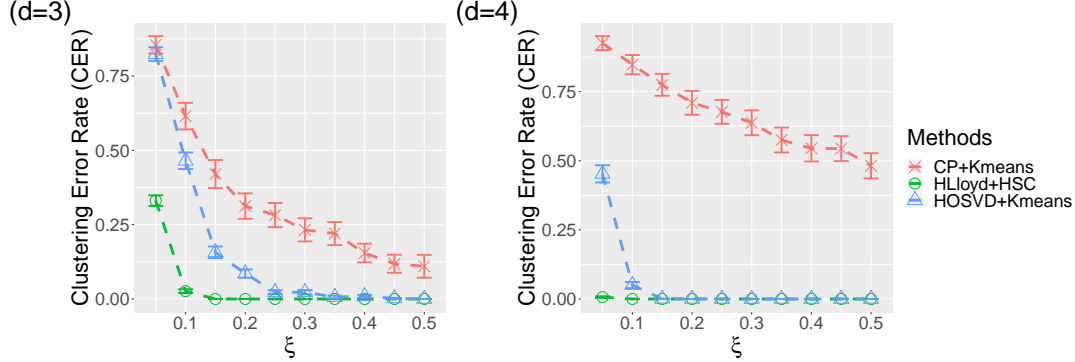 (d=3)
Clustering Error Rate (CER)
0.75
0.50
0.25
0.00
0.1 0.2 0.3 0.4 0.5
ξ
(d=4)
Clustering Error Rate (CER)
0.75
0.50
0.25
0.00
0.1 0.2 0.3 0.4 0.5
ξ
Methods
CP+Kmeans
HLloyd+HSC
HOSVD+Kmeans